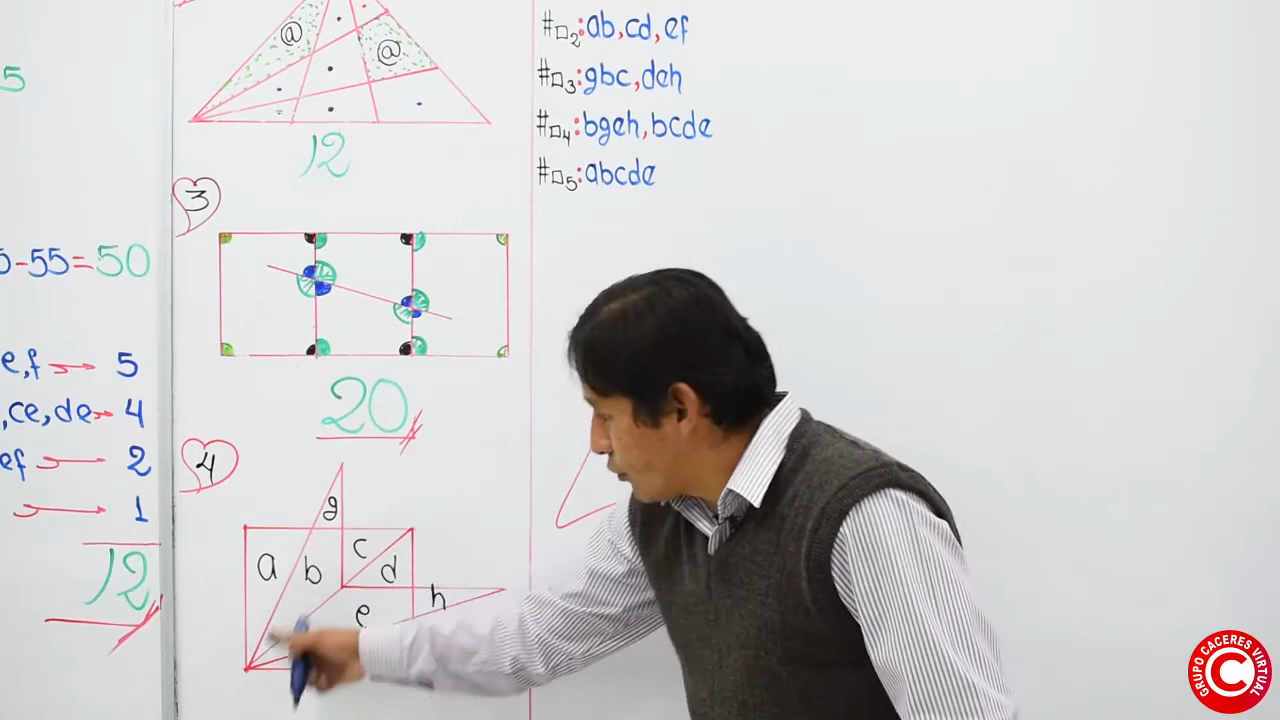 5
5-55=50
e,f → 5
,ce,de → 4
ef → 2
→ 1
12
@
@
12
3
20
4
g
a
b
c
d
e
h
#□2:ab,cd,ef
#□3:gbc,deh
#□4:bgeh,bcde
#□5:abcde
GRUPO CACERES VIRTUAL
C